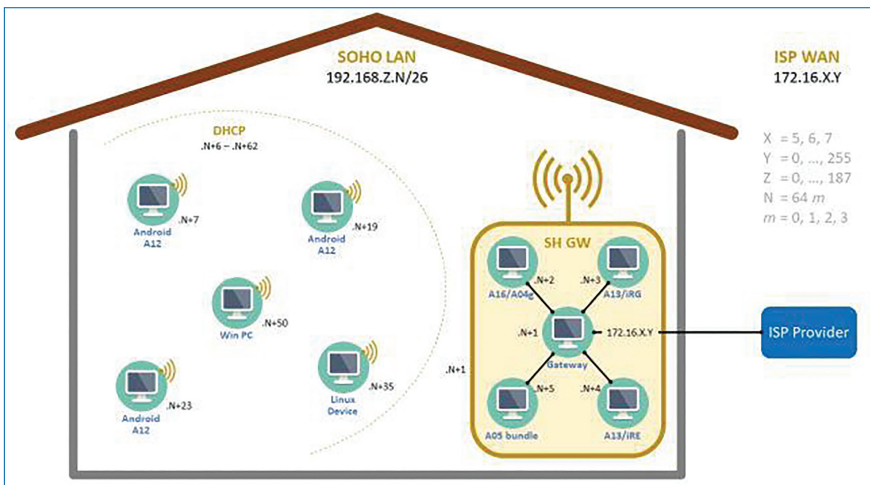 SOHO LAN
192.168.Z.N/26
ISP WAN
172.16.X.Y
DHCP
.N+6 – .N+62
X = 5, 6, 7
Y = 0, ..., 255
Z = 0, ..., 187
N = 64 m
m = 0, 1, 2, 3
.N+7
Android
A12
.N+19
Android
A12
.N+50
Win PC
.N+23
Android
A12
.N+35
Linux
Device
SH GW
.N+2
A16/A04g
.N+3
A13/iRG
.N+1
172.16.X.Y
Gateway
.N+1
.N+5
A05 bundle
.N+4
A13/iRE
ISP Provider